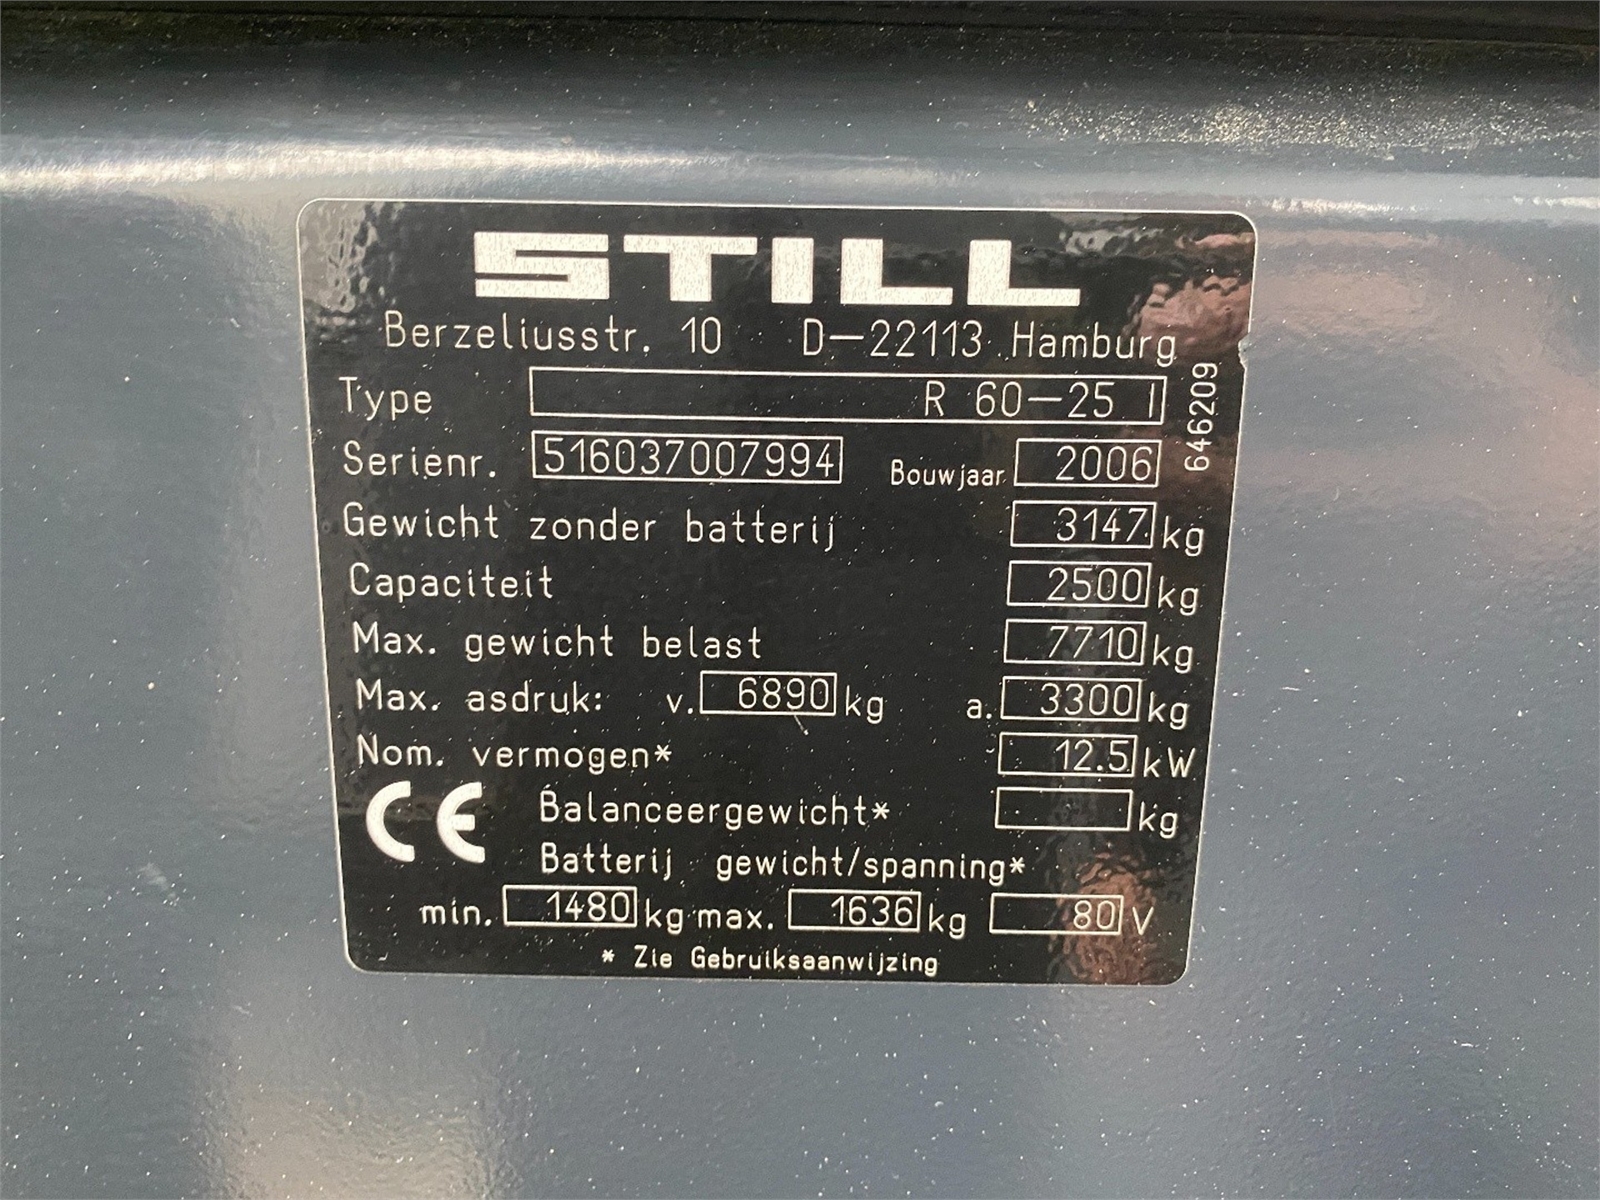 STILL
Berzeliusstr. 10 D-22113 Hamburg
Type R 60-25 I
646209
Serienr. 516037007994 Bouwjaar 2006
Gewicht zonder batterij 3147 kg
Capaciteit 2500 kg
Max. gewicht belast 7710 kg
Max. asdruk: v. 6890 kg a. 3300 kg
Nom. vermogen* 12.5 kW
CE Balanceergewicht* kg
Batterij gewicht/spanning*
min. 1480 kg max. 1636 kg 80 V
* Zie Gebruiksaanwijzing